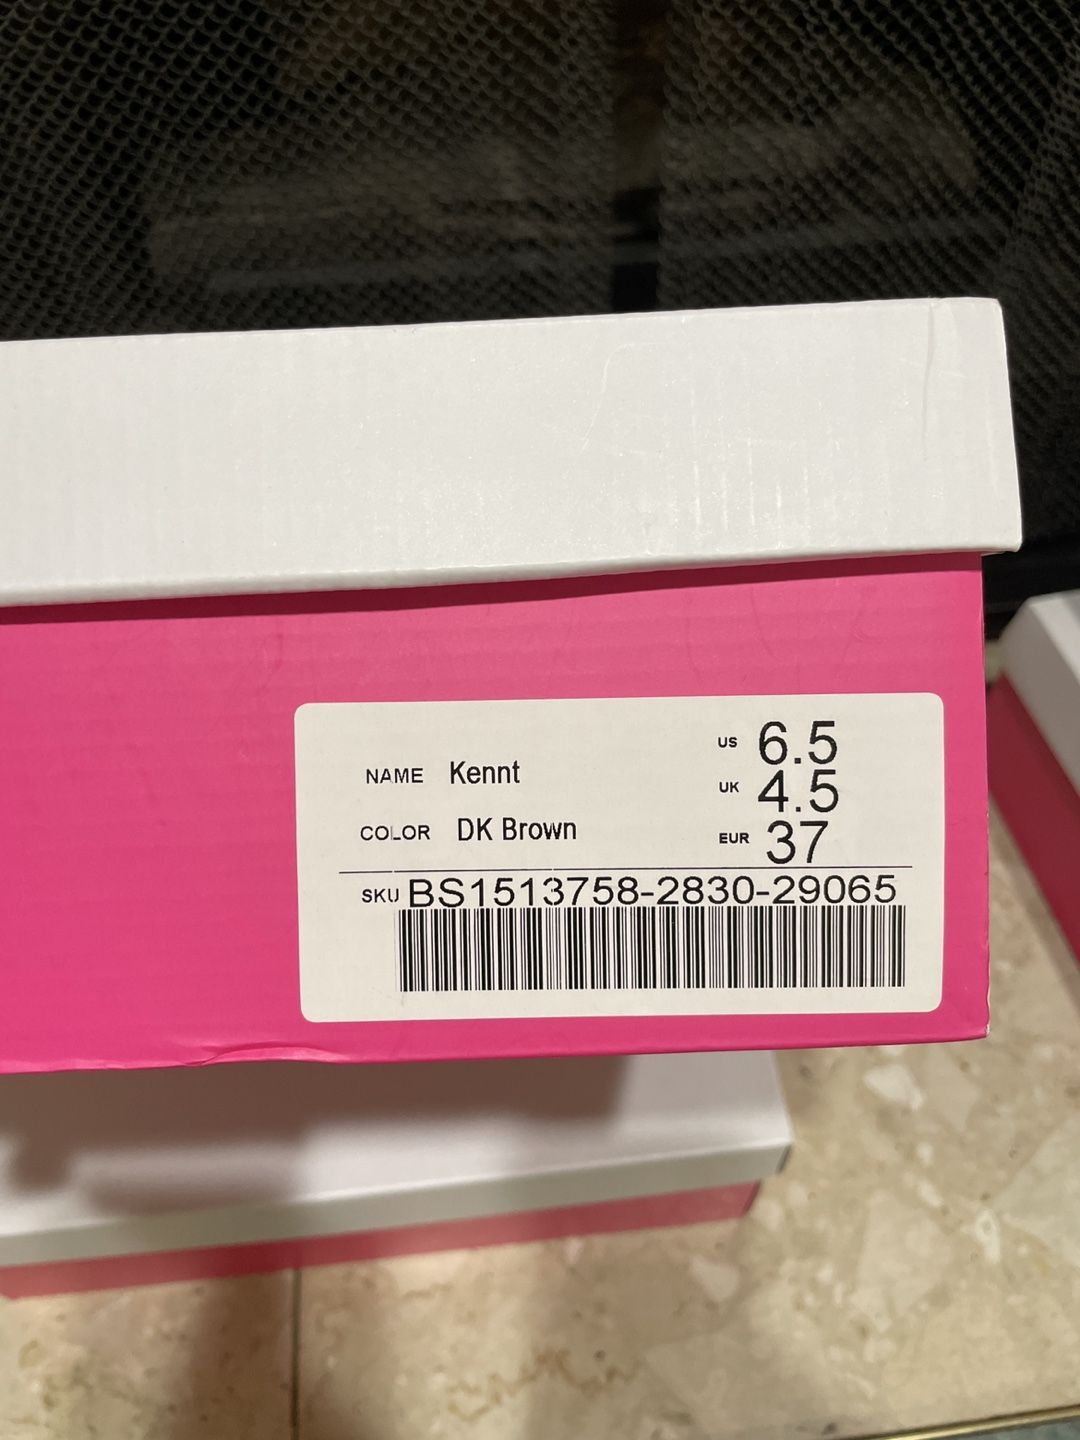 NAME Kennt
COLOR DK Brown
US 6.5
UK 4.5
EUR 37
SKU BS1513758-2830-29065